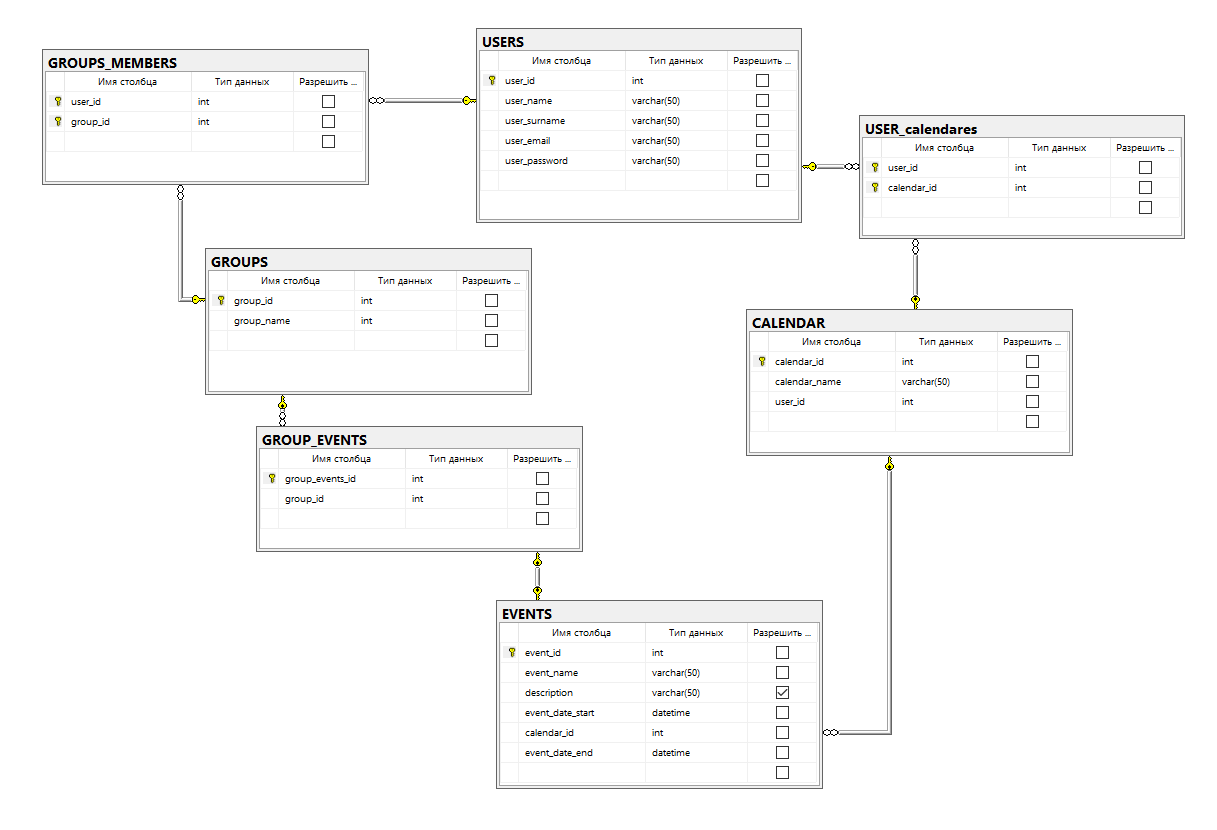 GROUPS_MEMBERS
Имя столбца Тип данных Разрешить ...
user_id int
group_id int
USERS
Имя столбца Тип данных Разрешить ...
user_id int
user_name varchar(50)
user_surname varchar(50)
user_email varchar(50)
user_password varchar(50)
USER_calendares
Имя столбца Тип данных Разрешить ...
user_id int
calendar_id int
GROUPS
Имя столбца Тип данных Разрешить ...
group_id int
group_name int
CALENDAR
Имя столбца Тип данных Разрешить ...
calendar_id int
calendar_name varchar(50)
user_id int
GROUP_EVENTS
Имя столбца Тип данных Разрешить ...
group_events_id int
group_id int
EVENTS
Имя столбца Тип данных Разрешить ...
event_id int
event_name varchar(50)
description varchar(50)
event_date_start datetime
calendar_id int
event_date_end datetime